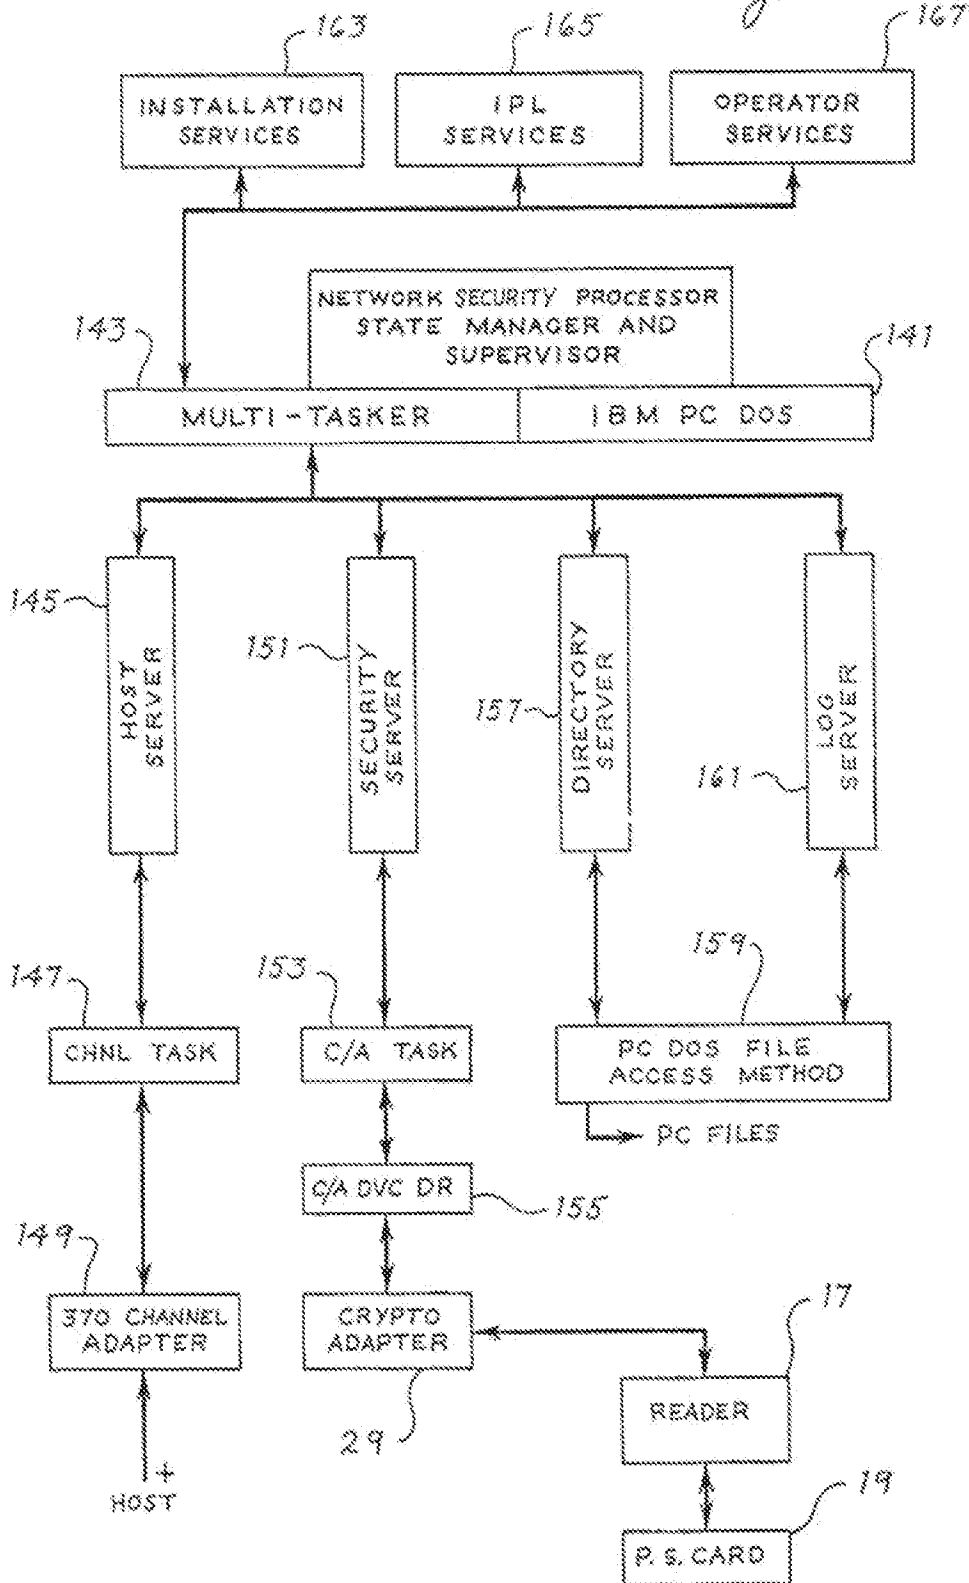 163
165
167
INSTALLATION
SERVICES
IPL
SERVICES
OPERATOR
SERVICES
NETWORK SECURITY PROCESSOR
STATE MANAGER AND
SUPERVISOR
143
141
MULTI-TASKER
IBM PC DOS
145
HOST
SERVER
151
SECURITY
SERVER
157
DIRECTORY
SERVER
161
LOG
SERVER
147
CHNL TASK
153
C/A TASK
159
PC DOS FILE
ACCESS METHOD
PC FILES
C/A DVC DR
155
149
370 CHANNEL
ADAPTER
CRYPTO
ADAPTER
29
17
READER
+
HOST
19
P. S. CARD